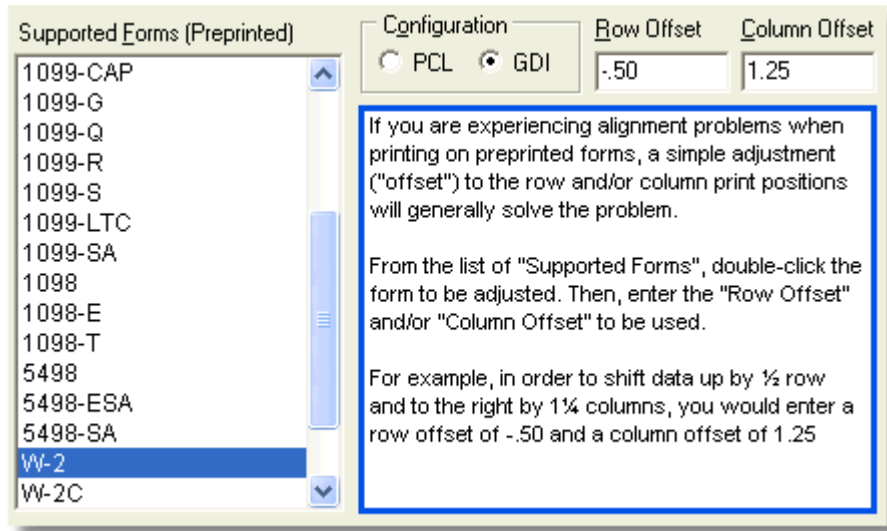 Supported Forms (Preprinted)
1099-CAP
1099-G
1099-Q
1099-R
1099-S
1099-LTC
1099-SA
1098
1098-E
1098-T
5498
5498-ESA
5498-SA
W-2
W-2C
Configuration
PCL GDI
Row Offset
-.50
Column Offset
1.25
If you are experiencing alignment problems when
printing on preprinted forms, a simple adjustment
("offset") to the row and/or column print positions
will generally solve the problem.
From the list of "Supported Forms", double-click the
form to be adjusted. Then, enter the "Row Offset"
and/or "Column Offset" to be used.
For example, in order to shift data up by ½ row
and to the right by 1¼ columns, you would enter a
row offset of -.50 and a column offset of 1.25